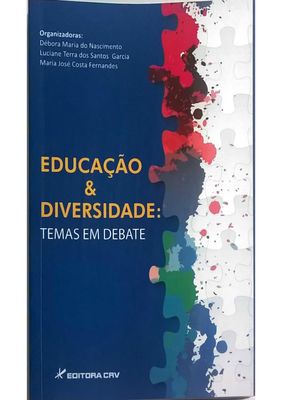 Organizadoras:
Débora Maria do Nascimento
Luciane Terra dos Santos Garcia
Maria José Costa Fernandes
EDUCAÇÃO
&
DIVERSIDADE:
TEMAS EM DEBATE
EDITORA CRV